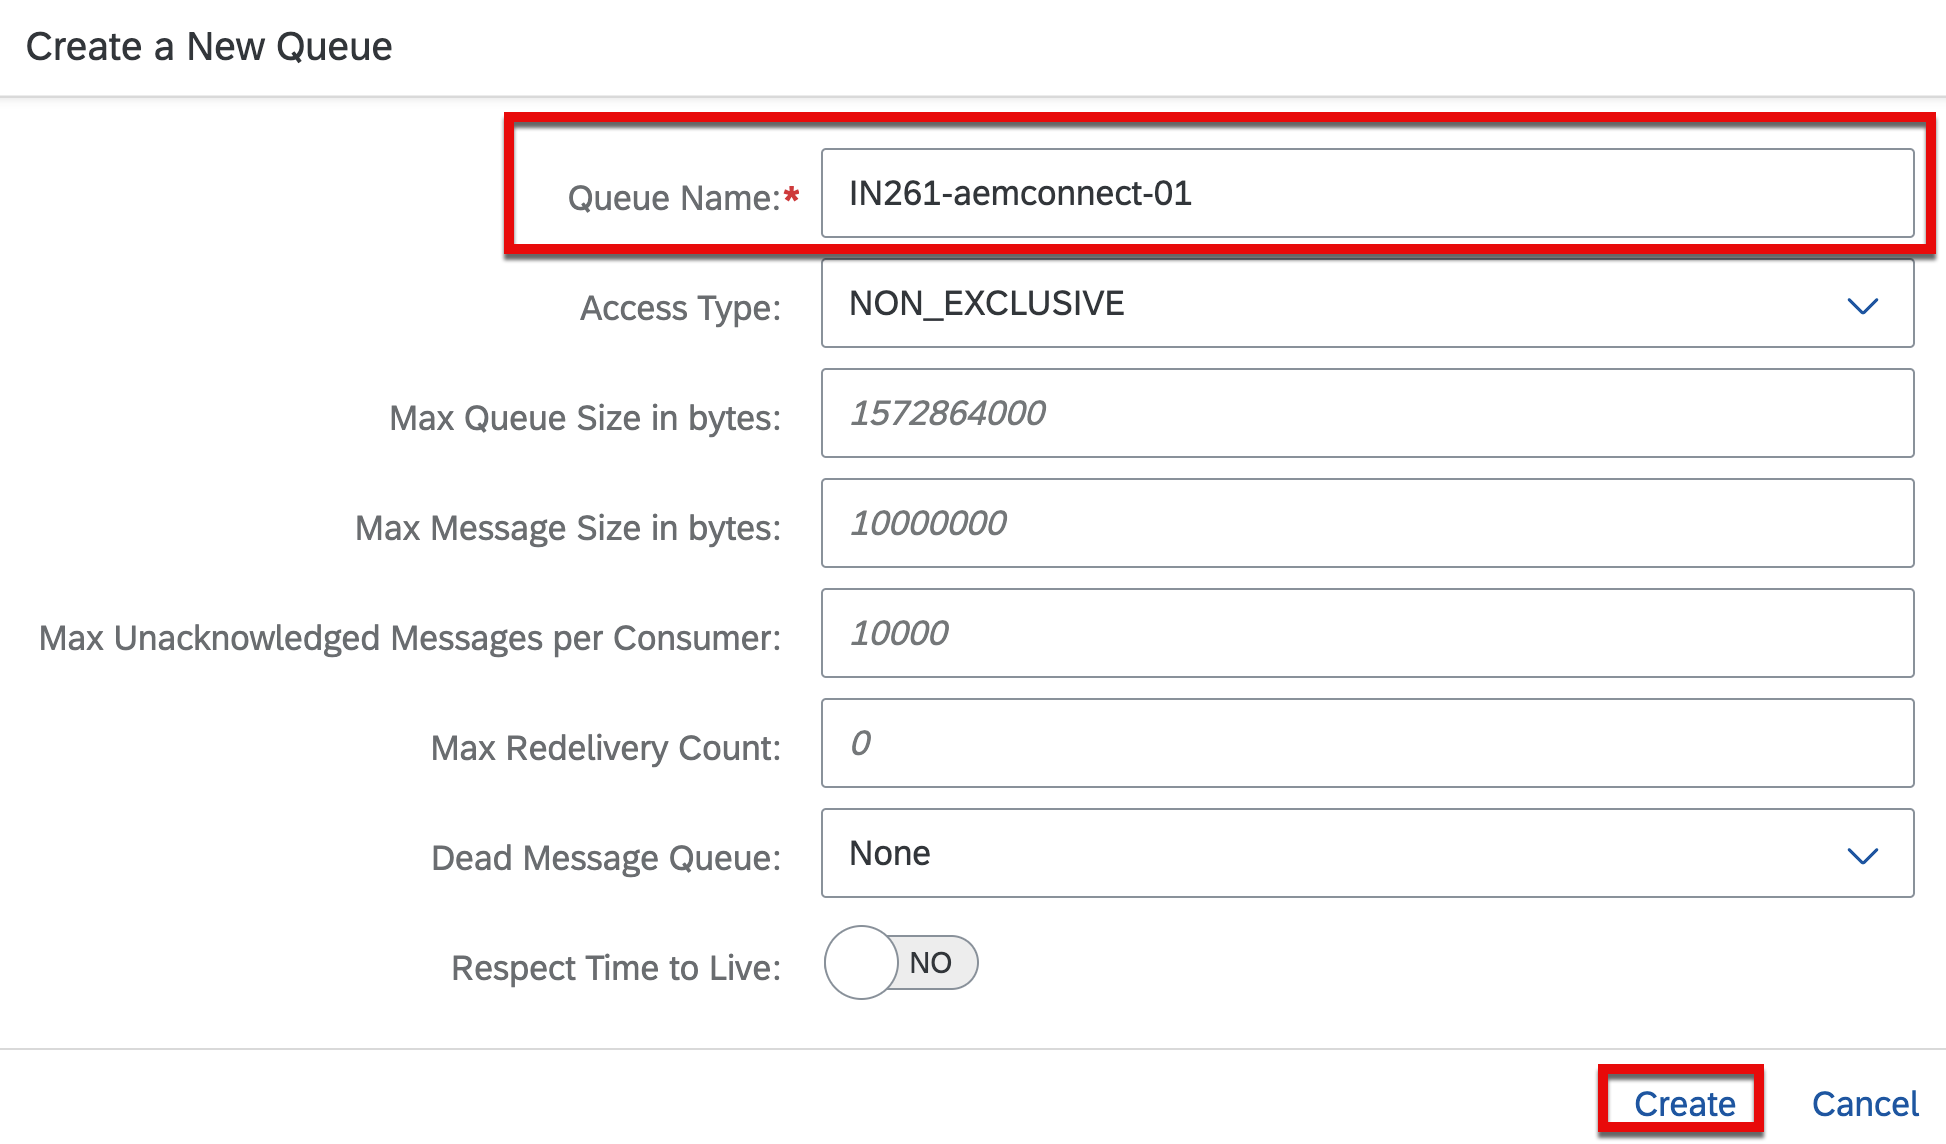 Create a New Queue
Queue Name:* IN261-aemconnect-01
Access Type: NON_EXCLUSIVE
Max Queue Size in bytes: 1572864000
Max Message Size in bytes: 10000000
Max Unacknowledged Messages per Consumer: 10000
Max Redelivery Count: 0
Dead Message Queue: None
Respect Time to Live: NO
Create Cancel